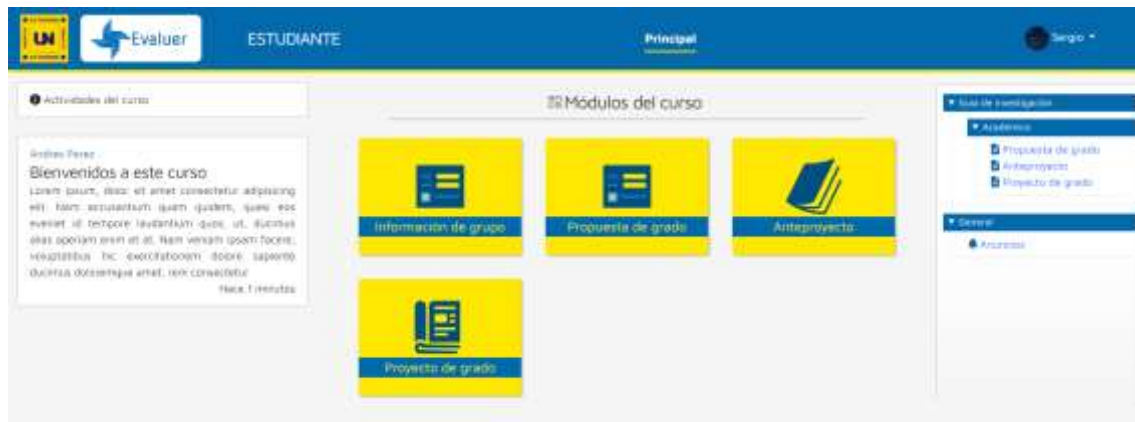 UN
Evaluer
ESTUDIANTE
Principal
Sergio
Actividades del curso
Andres Perez
Bienvenidos a este curso
Lorem ipsum, dolor sit amet consectetur adipisicing
elit. Nam accusantium quam quidem, quasi eos
eveniet id tempore laudantium quos, ut, ducimus
alias aperiam enim et at. Nam veniam ipsam facere,
voluptatibus hic exercitationem dolore sapiente
ducimus doloremque amet, rem consectetur
Hace 1 minutos
Módulos del curso
Información de grupo
Propuesta de grado
Anteproyecto
Proyecto de grado
Guia de investigación
Académico
Propuesta de grado
Anteproyecto
Proyecto de grado
General
Anuncios